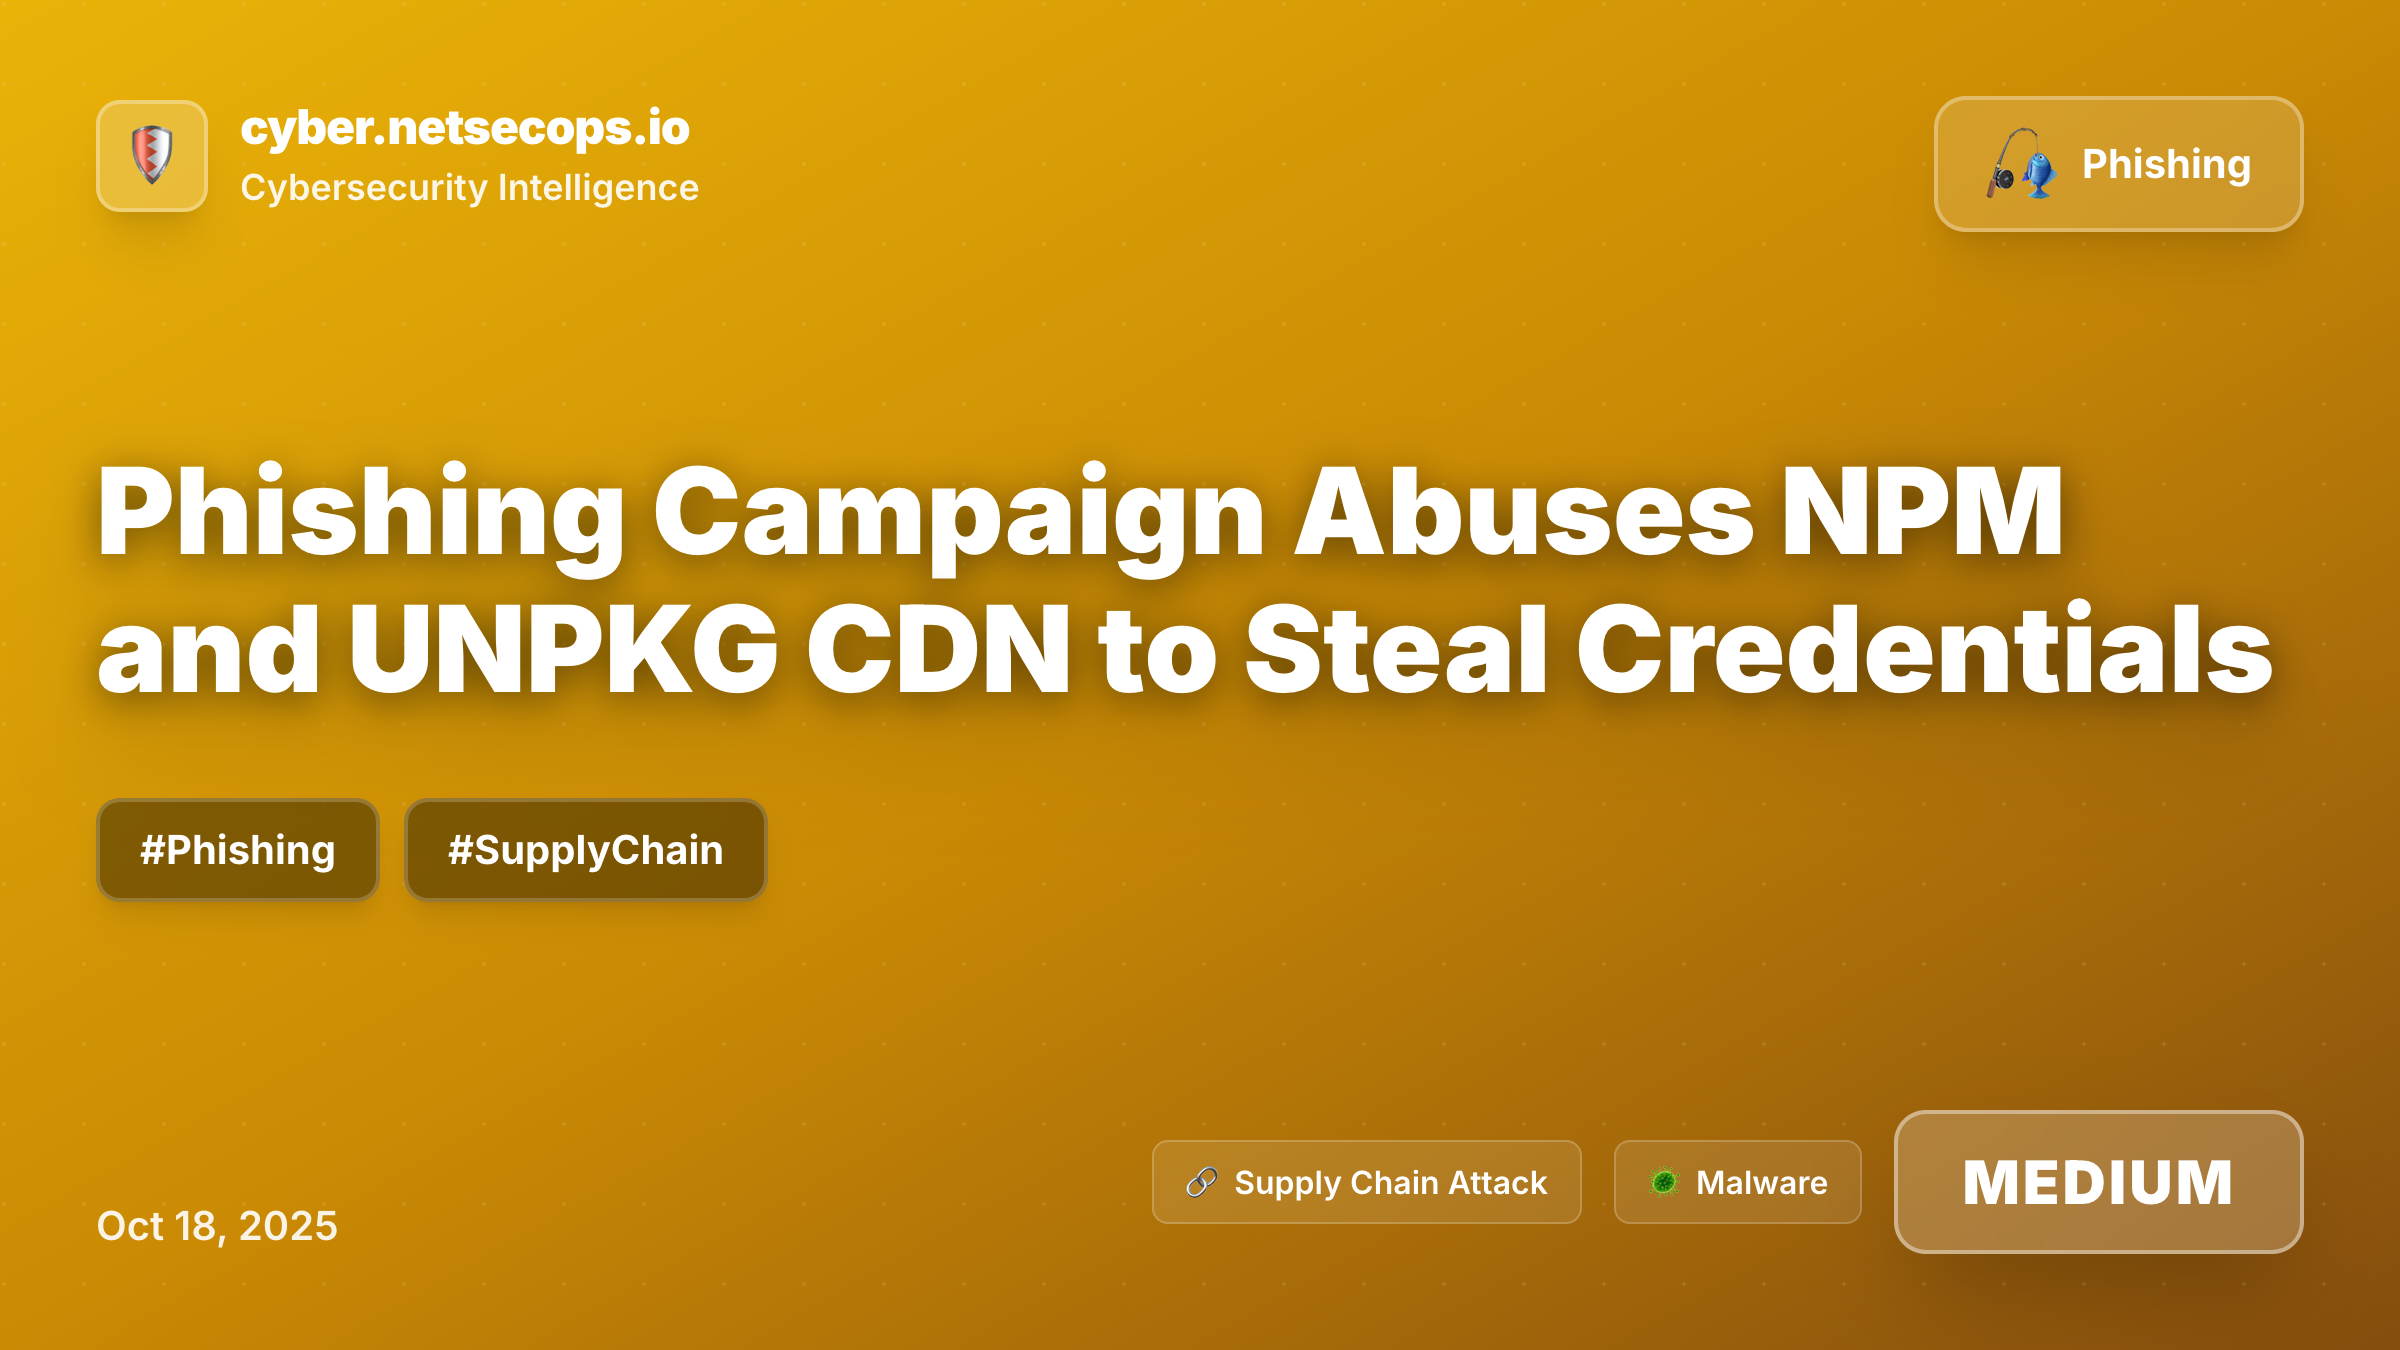 cyber.netsecops.io
Cybersecurity Intelligence
Phishing
Phishing Campaign Abuses NPM
and UNPKG CDN to Steal Credentials
#Phishing
#SupplyChain
Oct 18, 2025
Supply Chain Attack
Malware
MEDIUM